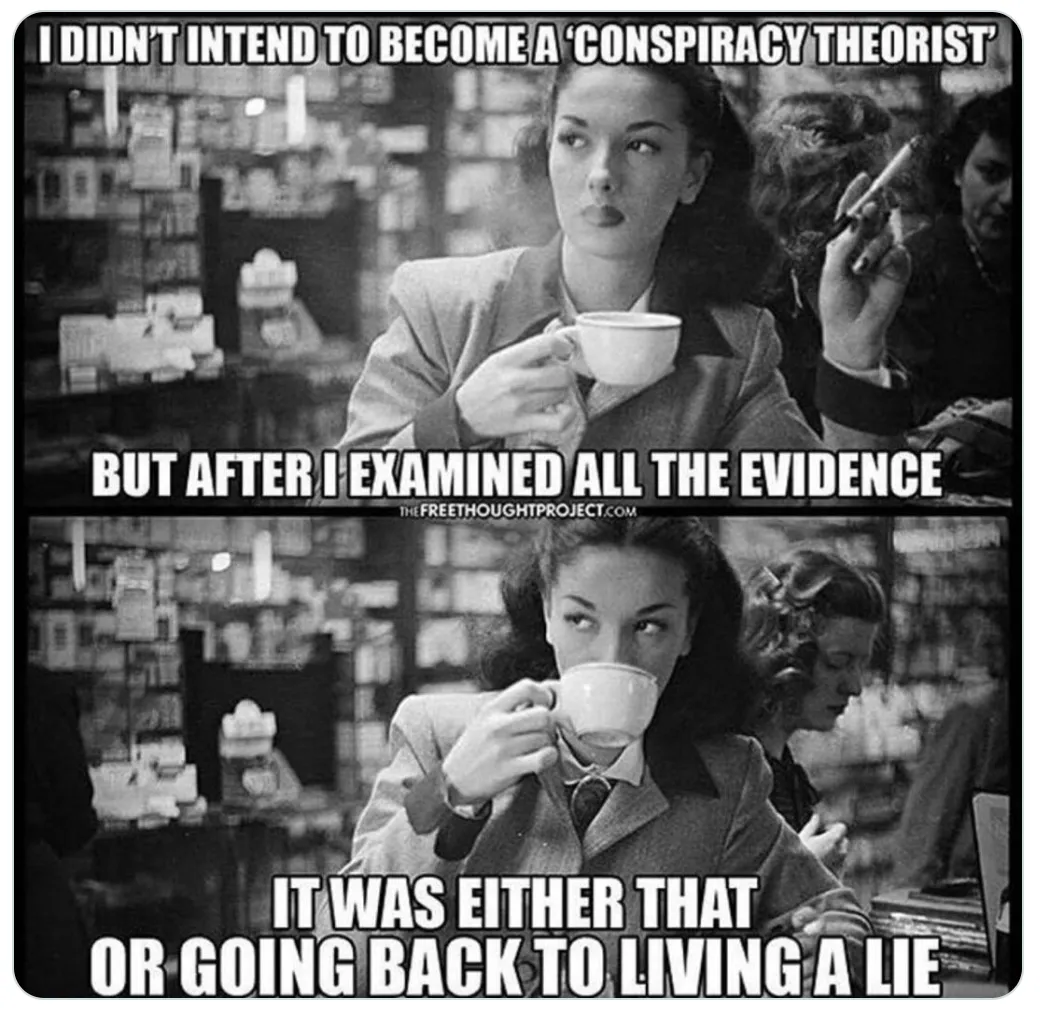 I DIDN'T INTEND TO BECOME A 'CONSPIRACY THEORIST'
BUT AFTER I EXAMINED ALL THE EVIDENCE
THEFREETHOUGHTPROJECT.COM
IT WAS EITHER THAT
OR GOING BACK TO LIVING A LIE